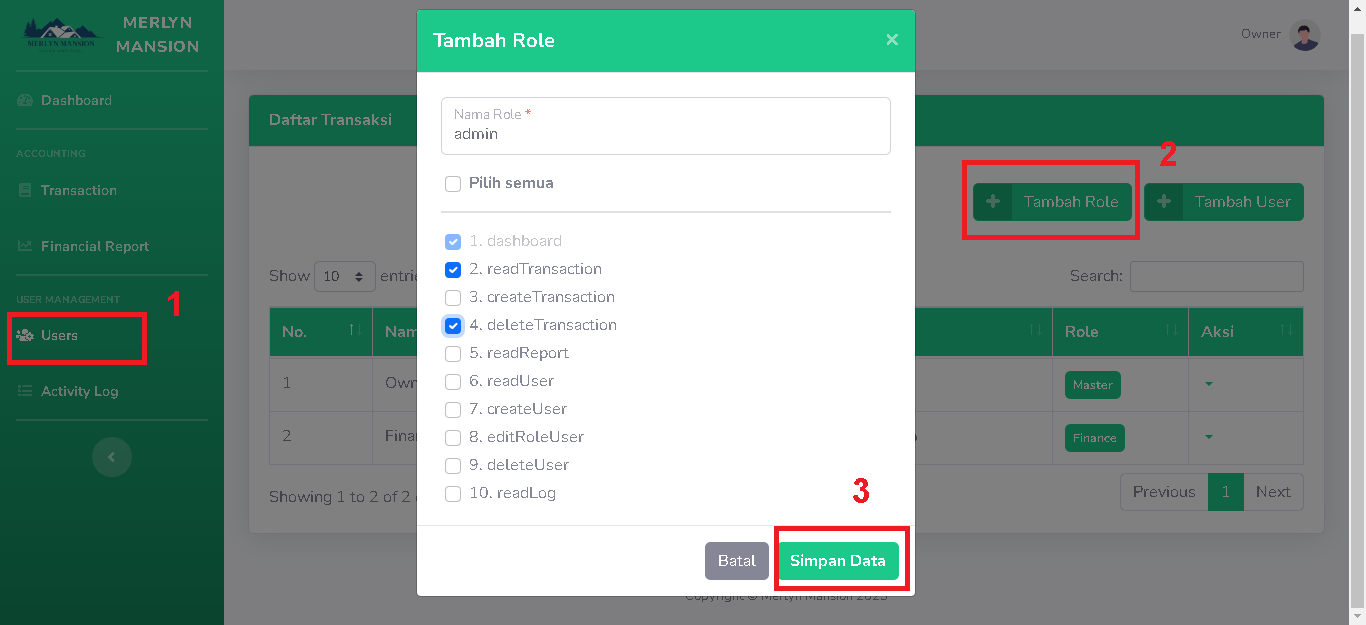 MERLYN
MANSION
MERLYN MANSION
Dashboard
ACCOUNTING
Transaction
Financial Report
USER MANAGEMENT
1
Users
Activity Log
Owner
Daftar Transaksi
2
Tambah Role
Tambah User
Show 10
Search:
No.
Role
Aksi
1
Master
2
Finance
Showing 1 to 2 of 2
Previous 1 Next
Tambah Role
×
Nama Role *
admin
Pilih semua
1. dashboard
2. readTransaction
3. createTransaction
4. deleteTransaction
5. readReport
6. readUser
7. createUser
8. editRoleUser
9. deleteUser
10. readLog
3
Batal
Simpan Data
Copyright © Merlyn Mansion 2023